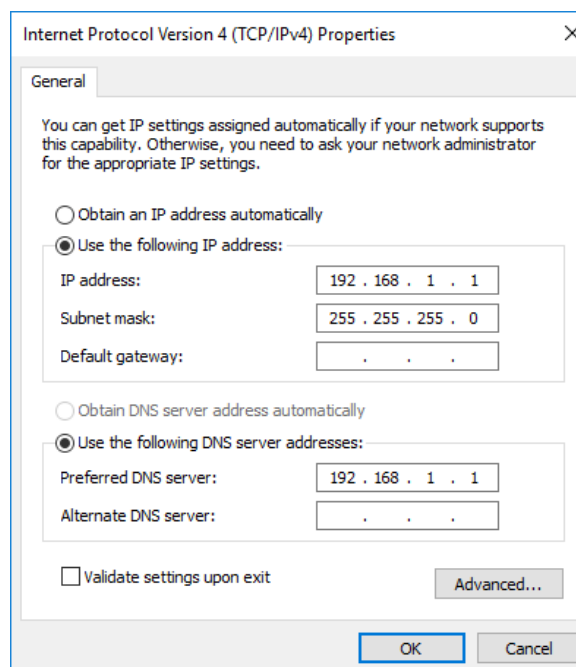 Internet Protocol Version 4 (TCP/IPv4) Properties
General
You can get IP settings assigned automatically if your network supports
this capability. Otherwise, you need to ask your network administrator
for the appropriate IP settings.
Obtain an IP address automatically
Use the following IP address:
IP address: 192 . 168 . 1 . 1
Subnet mask: 255 . 255 . 255 . 0
Default gateway: . . .
Obtain DNS server address automatically
Use the following DNS server addresses:
Preferred DNS server: 192 . 168 . 1 . 1
Alternate DNS server: . . .
Validate settings upon exit
Advanced...
OK Cancel